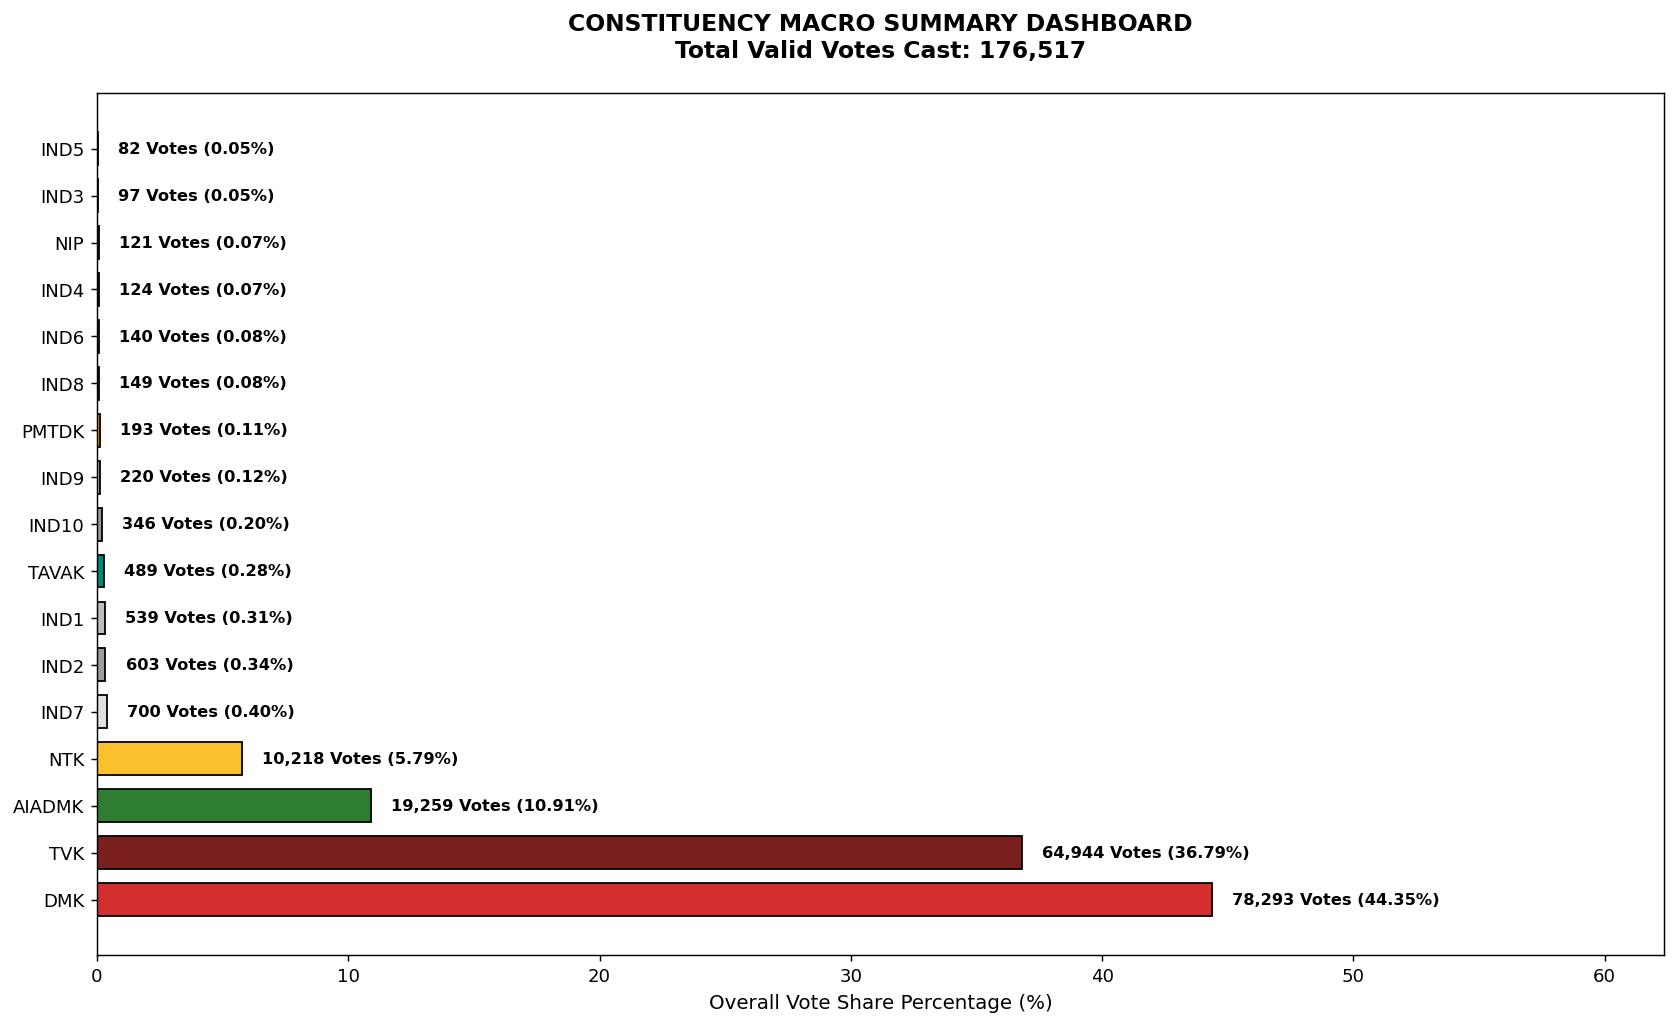 CONSTITUENCY MACRO SUMMARY DASHBOARD
Total Valid Votes Cast: 176,517
IND5 82 Votes (0.05%)
IND3 97 Votes (0.05%)
NIP 121 Votes (0.07%)
IND4 124 Votes (0.07%)
IND6 140 Votes (0.08%)
IND8 149 Votes (0.08%)
PMTDK 193 Votes (0.11%)
IND9 220 Votes (0.12%)
IND10 346 Votes (0.20%)
TAVAK 489 Votes (0.28%)
IND1 539 Votes (0.31%)
IND2 603 Votes (0.34%)
IND7 700 Votes (0.40%)
NTK 10,218 Votes (5.79%)
AIADMK 19,259 Votes (10.91%)
TVK 64,944 Votes (36.79%)
DMK 78,293 Votes (44.35%)
0 10 20 30 40 50 60
Overall Vote Share Percentage (%)